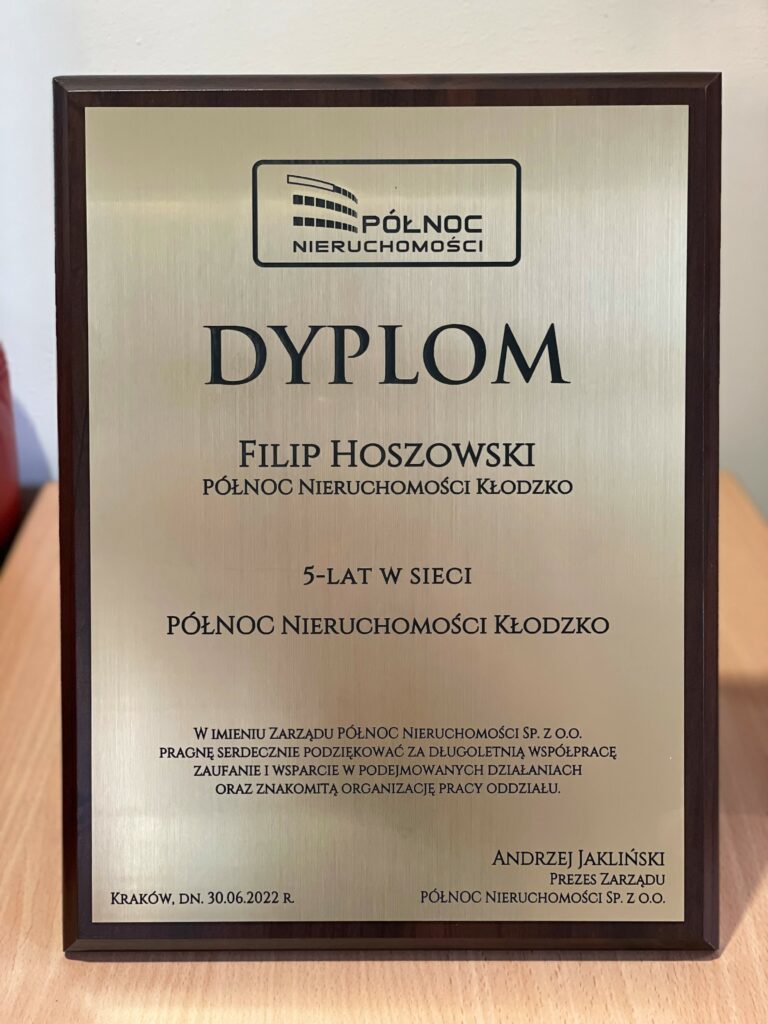 PÓŁNOC
NIERUCHOMOŚCI
DYPLOM
Filip Hoszowski
PÓŁNOC Nieruchomości Kłodzko
5-lat w sieci
PÓŁNOC Nieruchomości Kłodzko
W imieniu Zarządu PÓŁNOC Nieruchomości Sp. z o.o.
pragnę serdecznie podziękować za długoletnią współpracę
zaufanie i wsparcie w podejmowanych działaniach
oraz znakomitą organizację pracy oddziału.
Andrzej Jakliński
Prezes Zarządu
Kraków, dn. 30.06.2022 r.
PÓŁNOC Nieruchomości Sp. z o.o.